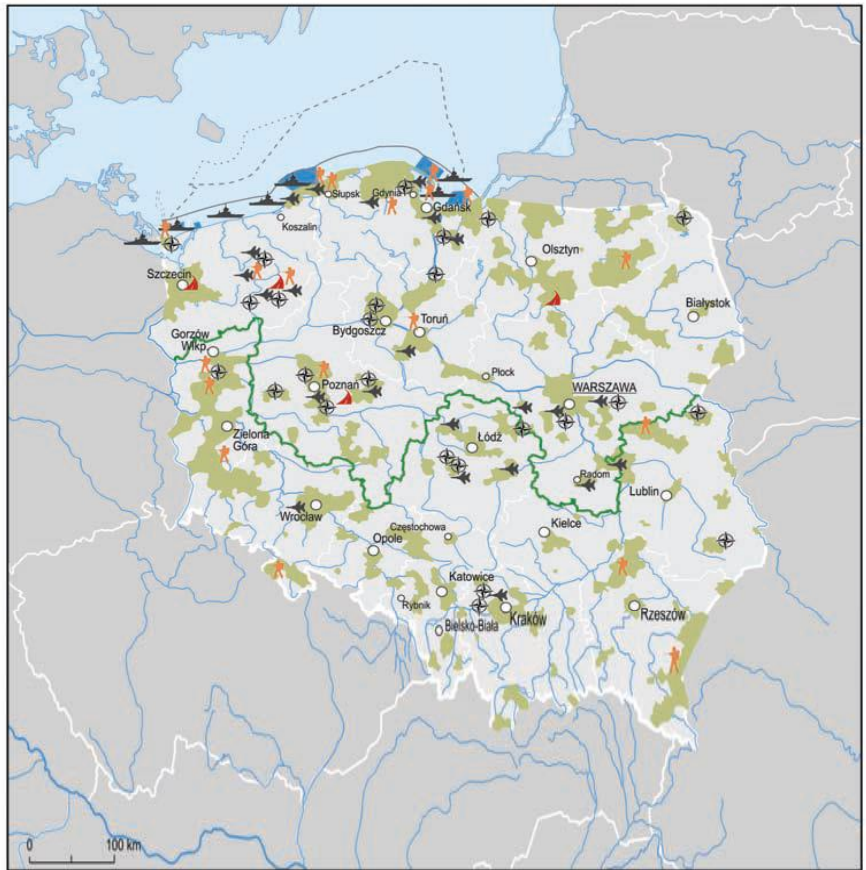 Słupsk
Gdynia
Gdańsk
Koszalin
Olsztyn
Szczecin
Białystok
Toruń
Bydgoszcz
Gorzów
Wlkp
Płock
Poznań
WARSZAWA
Zielona
Góra
Łódź
Radom
Lublin
Wrocław
Częstochowa
Kielce
Opole
Katowice
Rybnik
Kraków
Rzeszów
Bielsko-Biała
0 100 km